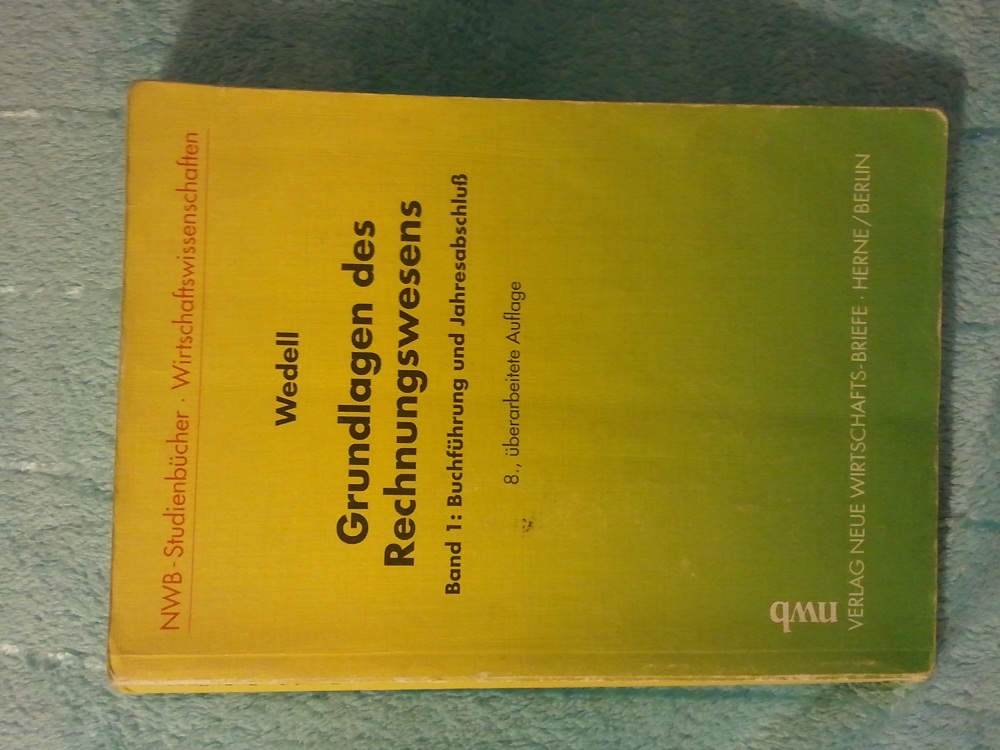 NWB-Studienbücher · Wirtschaftswissenschaften
Wedell
Grundlagen des
Rechnungswesens
Band 1: Buchführung und Jahresabschluß
8., überarbeitete Auflage
nwb
VERLAG NEUE WIRTSCHAFTS-BRIEFE · HERNE/BERLIN